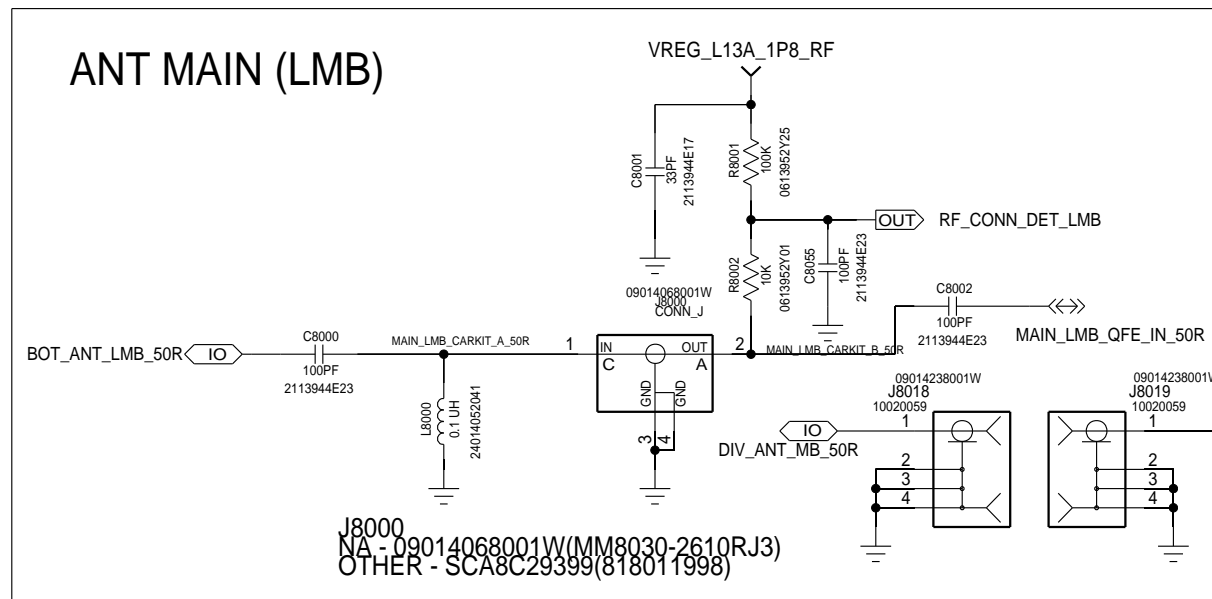 ANT MAIN (LMB)
VREG_L13A_1P8_RF
C8001
33PF
2113944E17
R8001
100K
0613952Y25
OUT
RF_CONN_DET_LMB
R8002
10K
0613952Y01
C8055
100PF
2113944E23
09014068001W
J8000
CONN_J
C8002
100PF
2113944E23
MAIN_LMB_QFE_IN_50R
BOT_ANT_LMB_50R
IO
C8000
100PF
2113944E23
MAIN_LMB_CARKIT_A_50R
1
IN
OUT
C
A
GND
GND
2
MAIN_LMB_CARKIT_B_50R
3
4
L8000
0.1 UH
24014052041
09014238001W
J8018
10020059
IO
DIV_ANT_MB_50R
1
2
3
4
09014238001W
J8019
10020059
1
2
3
4
J8000
NA - 09014068001W(MM8030-2610RJ3)
OTHER - SCA8C29399(818011998)